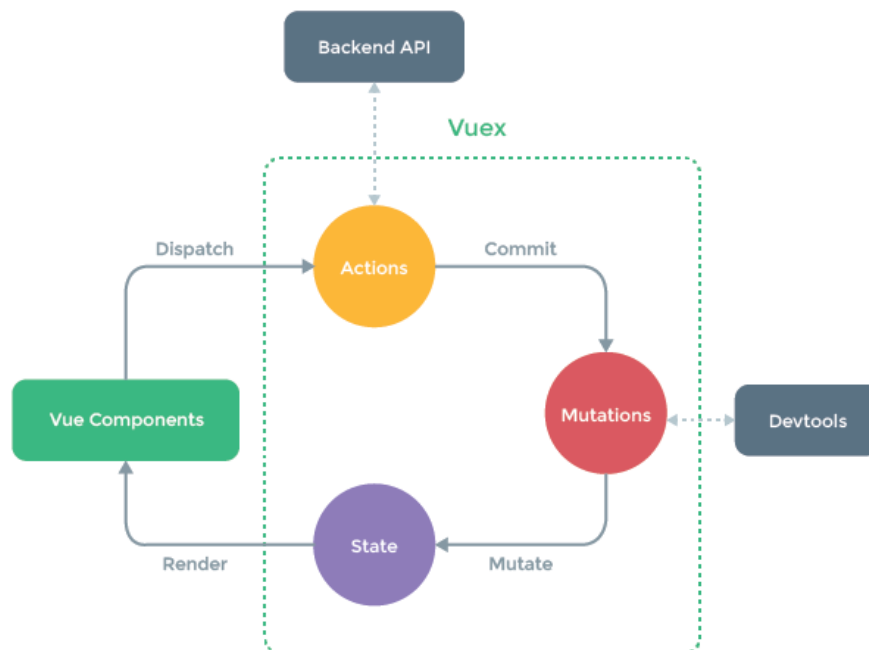 Backend API
Vuex
Dispatch
Actions
Commit
Vue Components
Mutations
Devtools
State
Render
Mutate